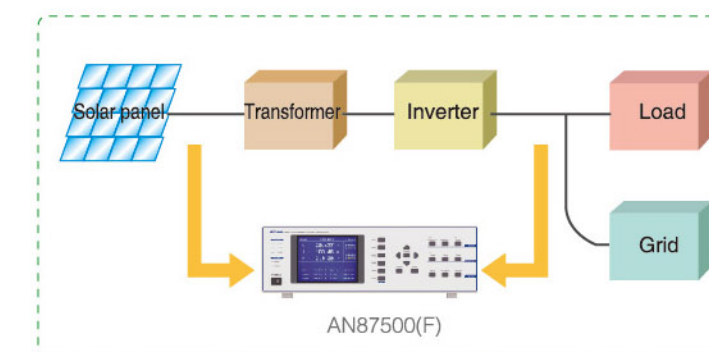 Solar panel
Transformer
Inverter
Load
Grid
AN87500(F)